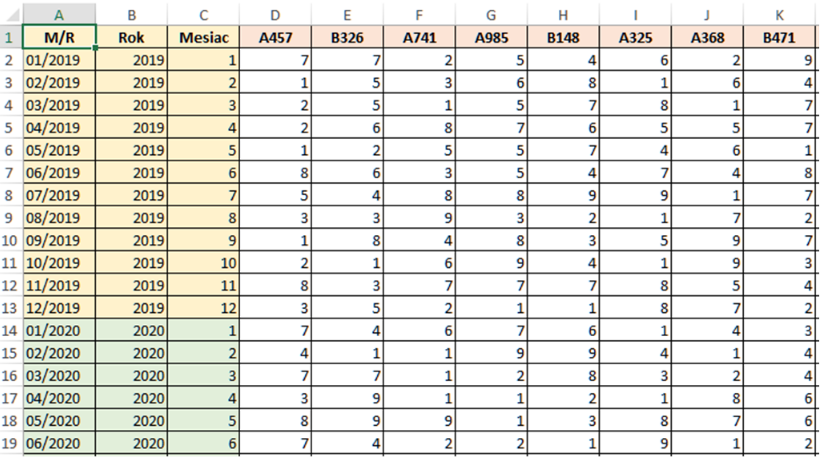 A B C D E F G H I J K
1 M/R Rok Mesiac A457 B326 A741 A985 B148 A325 A368 B471
2 01/2019 2019 1 7 7 2 5 4 6 2 9
3 02/2019 2019 2 1 5 3 6 8 1 6 4
4 03/2019 2019 3 2 5 1 5 7 8 1 7
5 04/2019 2019 4 2 6 8 7 6 5 5 7
6 05/2019 2019 5 1 2 5 5 7 4 6 1
7 06/2019 2019 6 8 6 3 5 4 7 4 8
8 07/2019 2019 7 5 4 8 8 9 9 1 7
9 08/2019 2019 8 3 3 9 3 2 1 7 2
10 09/2019 2019 9 1 8 4 8 3 5 9 7
11 10/2019 2019 10 2 1 6 9 4 1 9 3
12 11/2019 2019 11 8 3 7 7 7 8 5 4
13 12/2019 2019 12 3 5 2 1 1 8 7 2
14 01/2020 2020 1 7 4 6 7 6 1 4 3
15 02/2020 2020 2 4 1 1 9 9 4 1 4
16 03/2020 2020 3 7 7 1 2 8 3 2 4
17 04/2020 2020 4 3 9 1 1 2 1 8 6
18 05/2020 2020 5 8 9 9 1 3 8 7 6
19 06/2020 2020 6 7 4 2 2 1 9 1 2